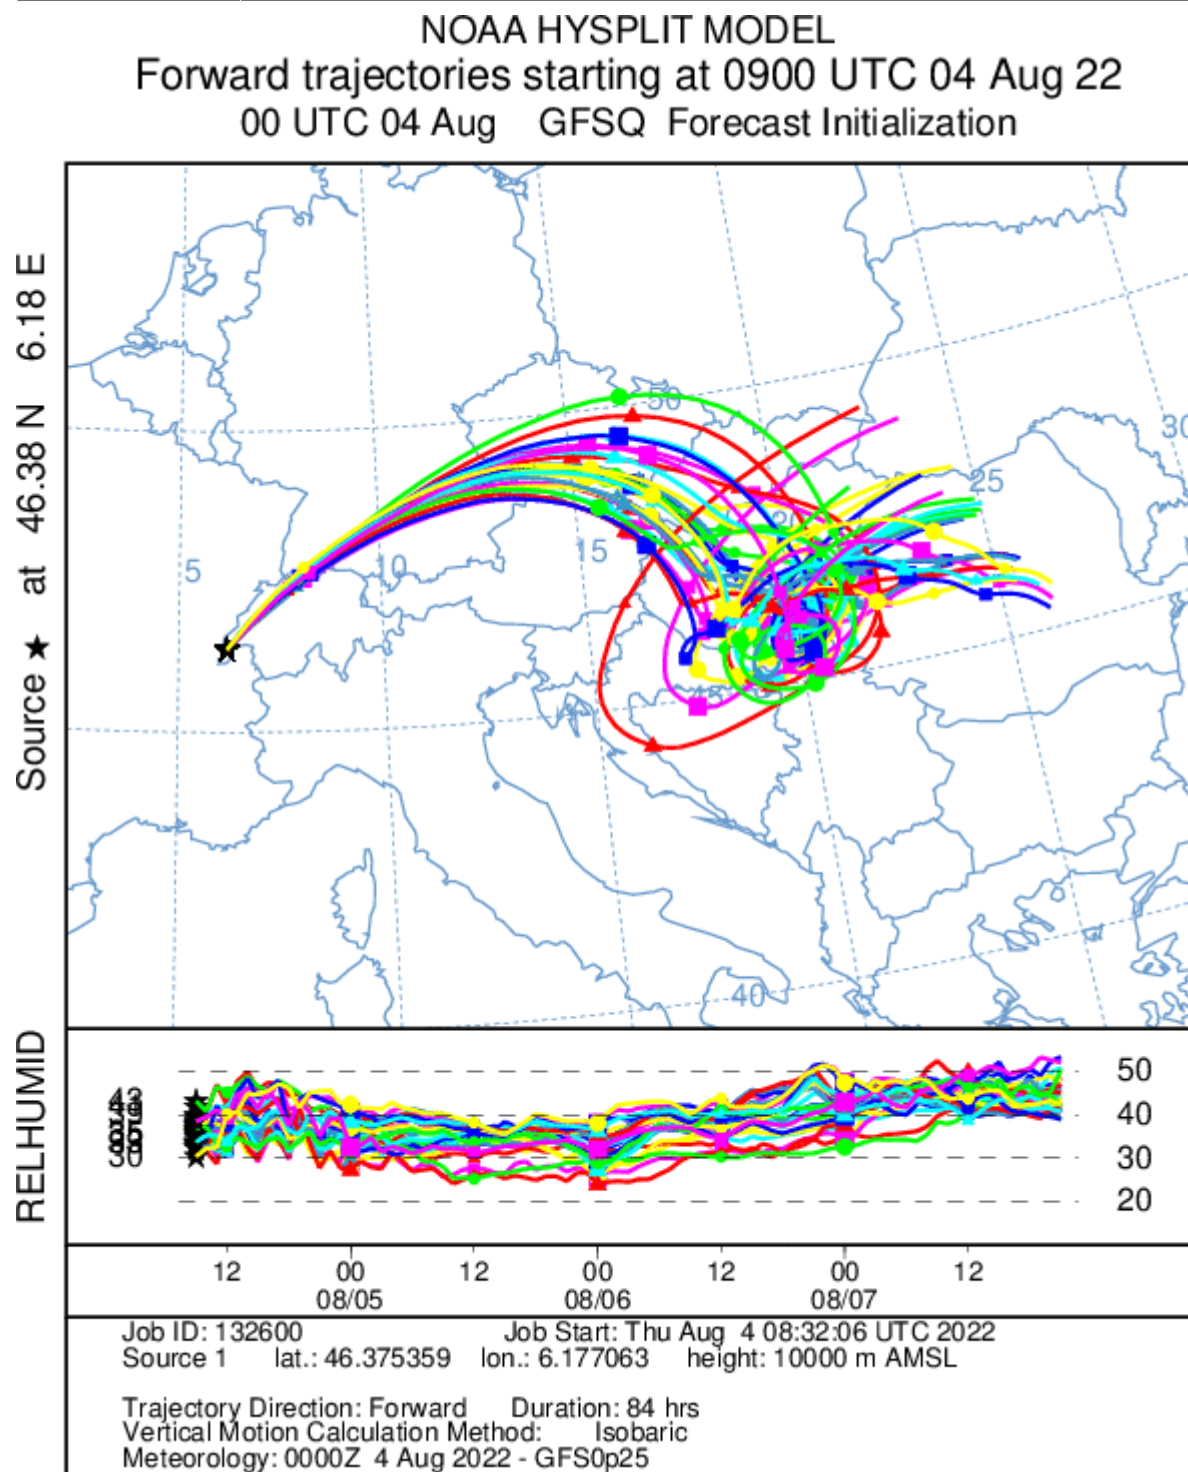 NOAA HYSPLIT MODEL
Forward trajectories starting at 0900 UTC 04 Aug 22
00 UTC 04 Aug GFSQ Forecast Initialization
Source ★ at 46.38 N 6.18 E
50
30
25
20
5
10
15
45
40
RELHUMID
43
30
50
40
30
20
12 00 12 00 12 00 12
08/05 08/06 08/07
Job ID: 132600 Job Start: Thu Aug 4 08:32:06 UTC 2022
Source 1 lat.: 46.375359 lon.: 6.177063 height: 10000 m AMSL
Trajectory Direction: Forward Duration: 84 hrs
Vertical Motion Calculation Method: Isobaric
Meteorology: 0000Z 4 Aug 2022 - GFS0p25